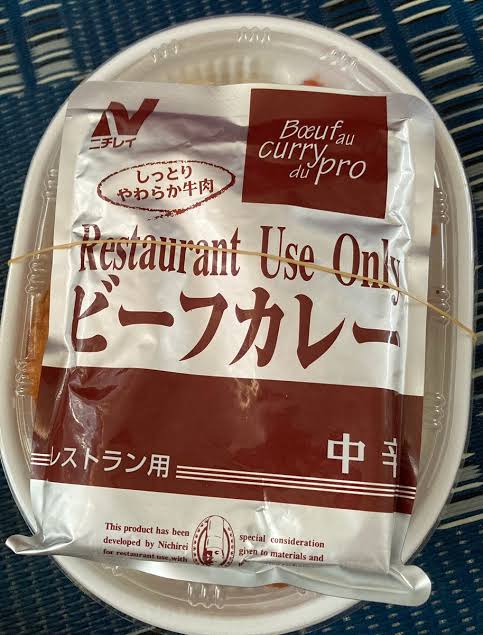 ニチレイ
Bœuf au
curry
du pro
しっとり
やわらか牛肉
Restaurant Use Only
ビーフカレー
レストラン用
中辛
This product has been special consideration
developed by Nichirei given to materials and
for restaurant use, with